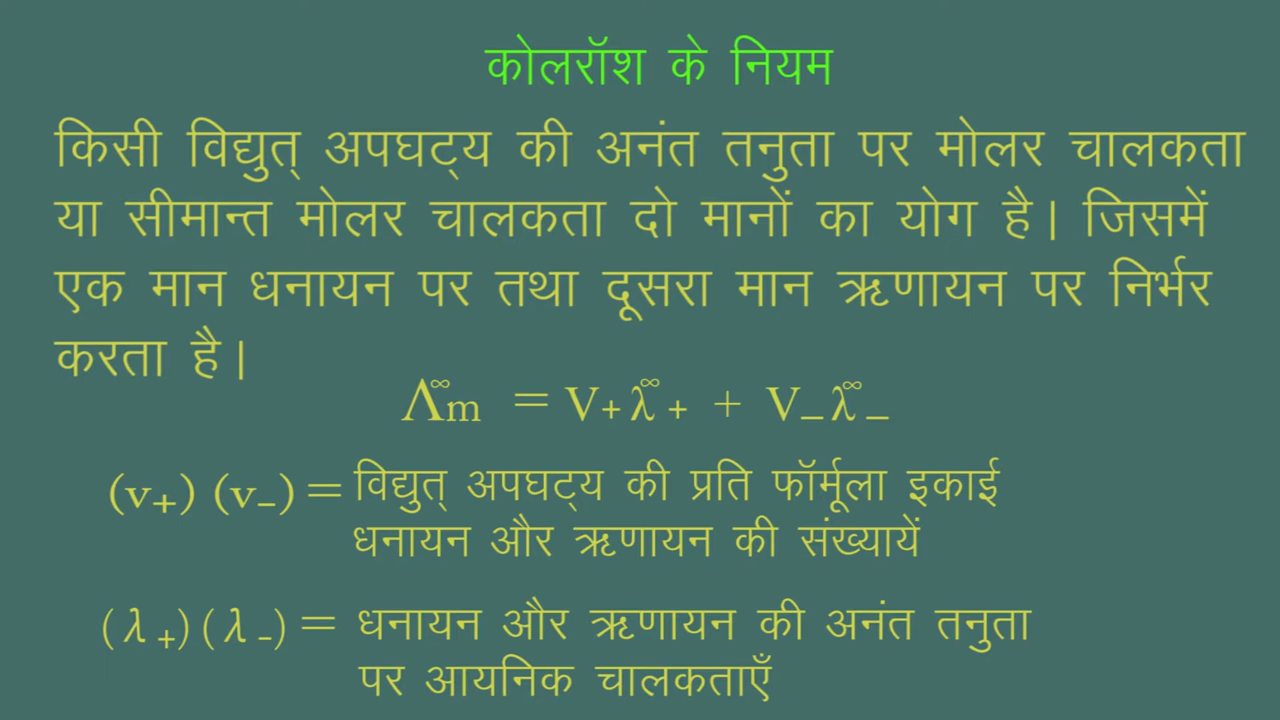 कोलरॉश के नियम
किसी विद्युत् अपघट्य की अनंत तनुता पर मोलर चालकता
या सीमान्त मोलर चालकता दो मानों का योग है। जिसमें
एक मान धनायन पर तथा दूसरा मान ऋणायन पर निर्भर
करता है।
Λ∞m = V+ λ∞+ + V− λ∞−
(v+) (v−) = विद्युत् अपघट्य की प्रति फॉर्मूला इकाई
धनायन और ऋणायन की संख्यायें
(λ+) (λ-) = धनायन और ऋणायन की अनंत तनुता
पर आयनिक चालकताएँ